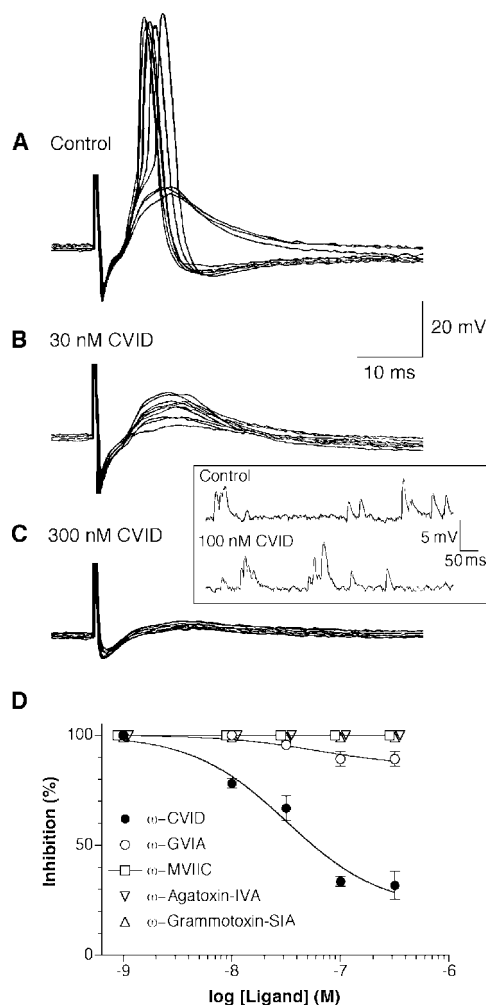 A
Control
20 mV
10 ms
B
30 nM CVID
Control
5 mV
50 ms
100 nM CVID
C
300 nM CVID
D
Inhibition (%)
100
50
0
ω-CVID
ω-GVIA
ω-MVIIC
ω-Agatoxin-IVA
ω-Grammotoxin-SIA
-9
-8
-7
-6
log [Ligand] (M)